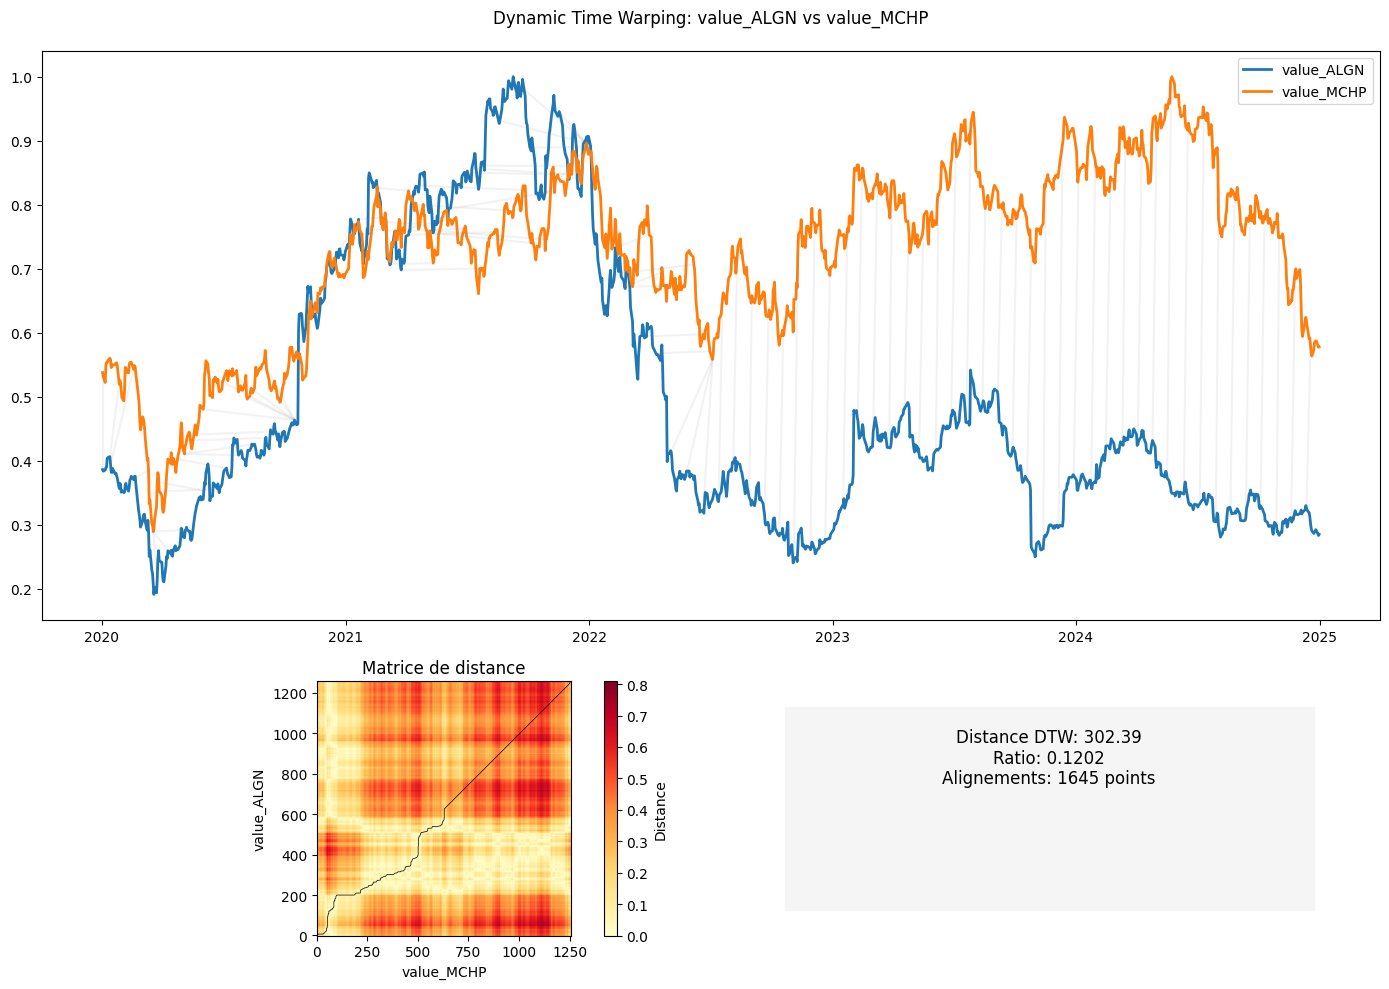 Dynamic Time Warping: value_ALGN vs value_MCHP
1.0
0.9
0.8
0.7
0.6
0.5
0.4
0.3
0.2
value_ALGN
value_MCHP
2020 2021 2022 2023 2024 2025
Matrice de distance
1200
1000
800
600
400
200
0
value_ALGN
0 250 500 750 1000 1250
value_MCHP
0.8
0.7
0.6
0.5
0.4
0.3
0.2
0.1
0.0
Distance
Distance DTW: 302.39
Ratio: 0.1202
Alignements: 1645 points